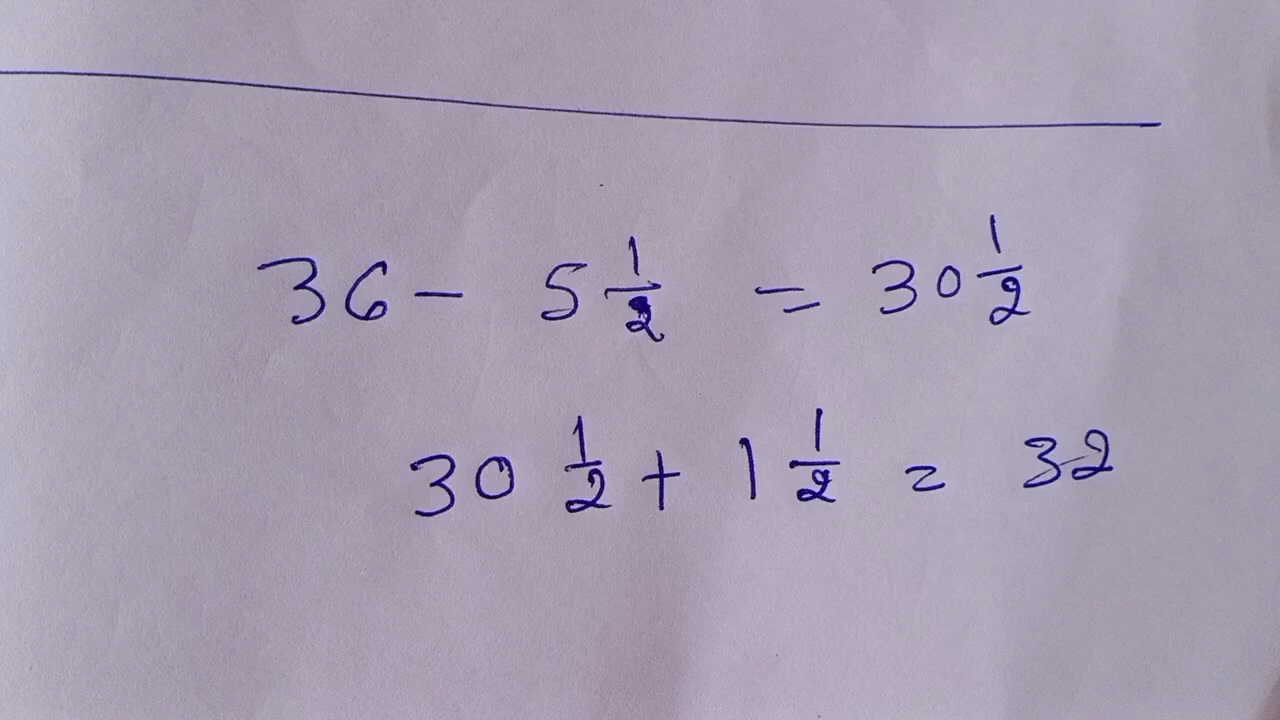 36 - 5 1/2 = 30 1/2
30 1/2 + 1 1/2 = 32